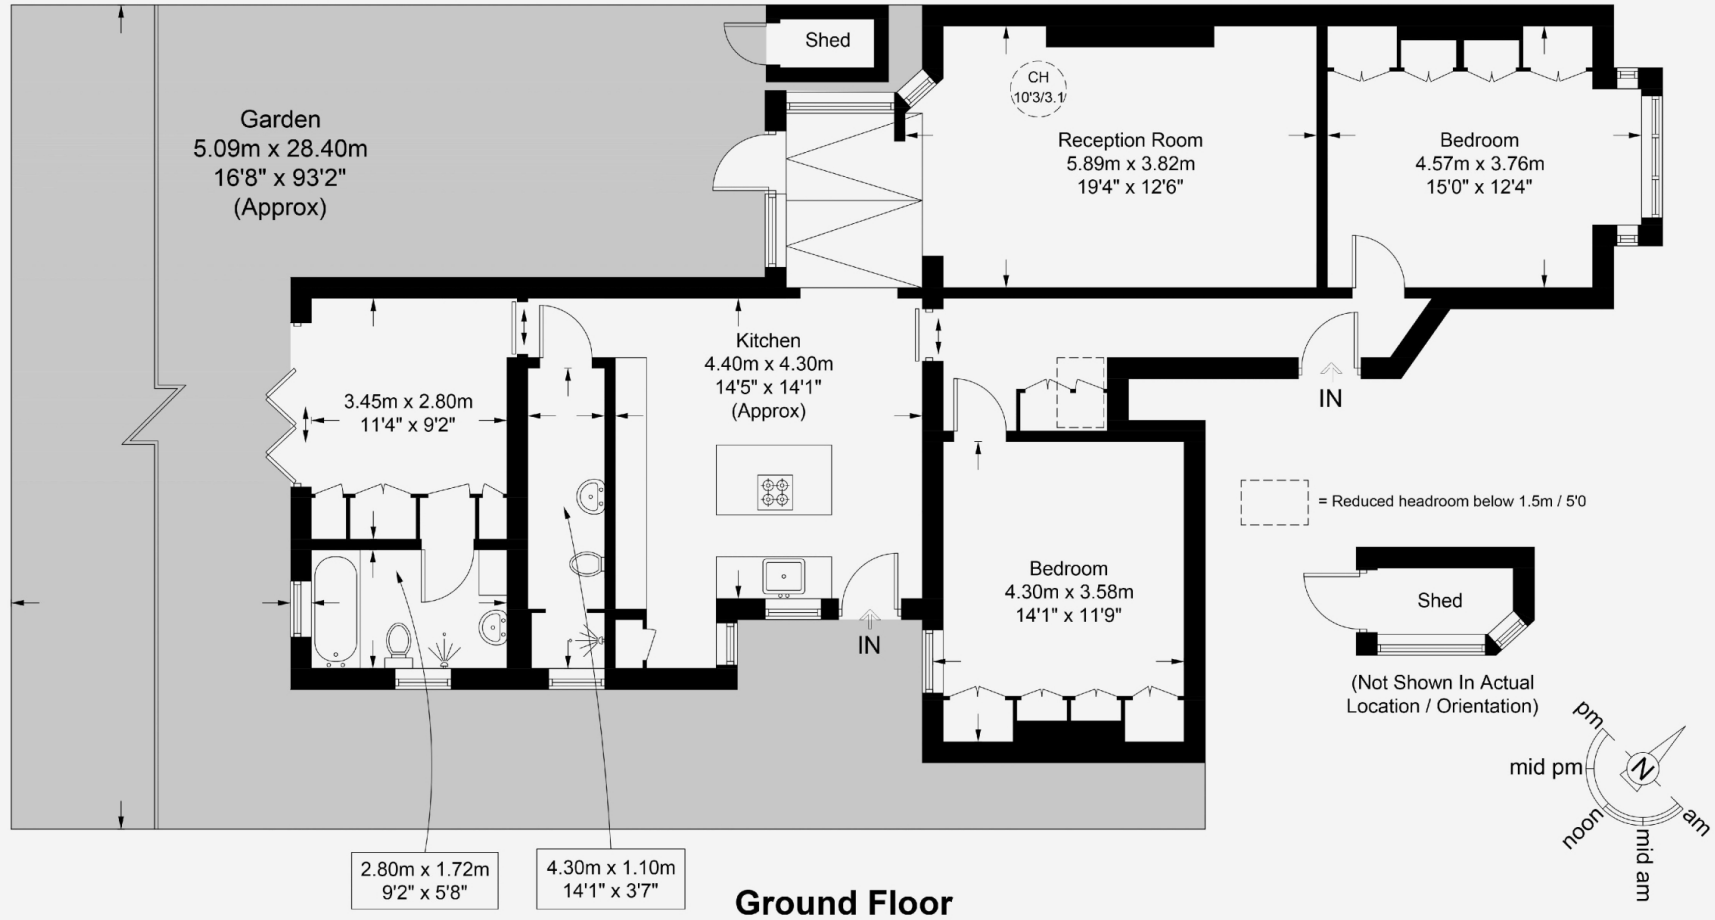 Shed
Garden
5.09m x 28.40m
16'8" x 93'2"
(Approx)
CH
10'3/3.1
Reception Room
5.89m x 3.82m
19'4" x 12'6"
Bedroom
4.57m x 3.76m
15'0" x 12'4"
Kitchen
4.40m x 4.30m
14'5" x 14'1"
(Approx)
3.45m x 2.80m
11'4" x 9'2"
IN
= Reduced headroom below 1.5m / 5'0
Bedroom
4.30m x 3.58m
14'1" x 11'9"
IN
Shed
(Not Shown In Actual
Location / Orientation)
pm
mid pm
N
noon
mid am
am
2.80m x 1.72m
9'2" x 5'8"
4.30m x 1.10m
14'1" x 3'7"
Ground Floor